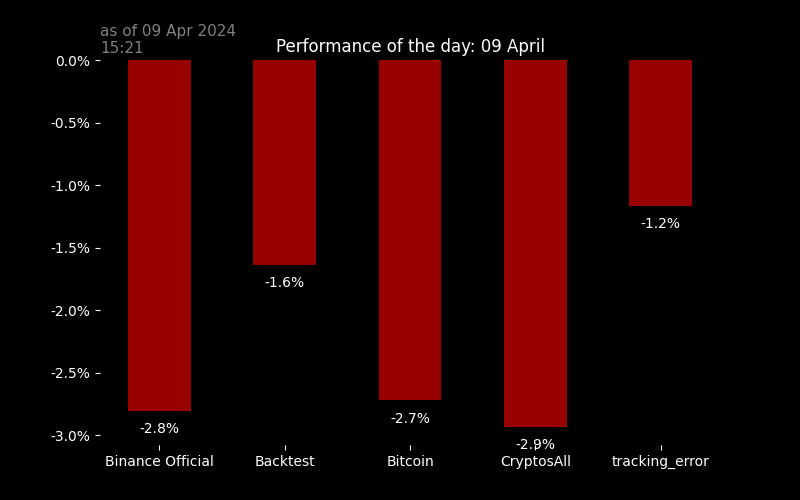 as of 09 Apr 2024
15:21
Performance of the day: 09 April
0.0%
-0.5%
-1.0%
-1.5%
-2.0%
-2.5%
-3.0%
-2.8%
-1.6%
-2.7%
-2.9%
-1.2%
Binance Official
Backtest
Bitcoin
CryptosAll
tracking_error